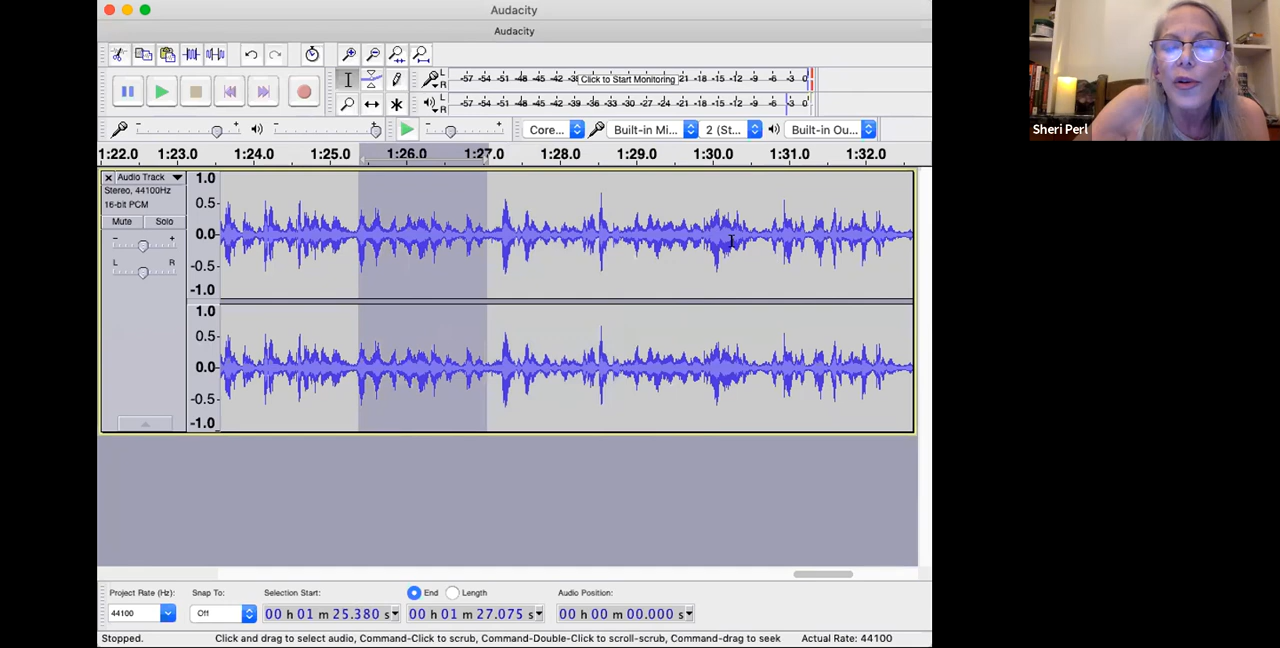 Audacity
Audacity
L
R
-57 -54 -51 -48 -45 -42 Click to Start Monitoring 21 -18 -15 -12 -9 -6 -3 0
L
R
-57 -54 -51 -48 -45 -42 -39 -36 -33 -30 -27 -24 -21 -18 -15 -12 -9 -6 -3 0
- + - + - + Core... Built-in Mi... 2 (St... Built-in Ou...
1:22.0 1:23.0 1:24.0 1:25.0 1:26.0 1:27.0 1:28.0 1:29.0 1:30.0 1:31.0 1:32.0
Audio Track
Stereo, 44100Hz
16-bit PCM
Mute Solo
- +
L R
1.0
0.5
0.0
-0.5
-1.0
1.0
0.5
0.0
-0.5
-1.0
Project Rate (Hz): Snap To: Selection Start: End Length Audio Position:
44100 Off 00 h 01 m 25.380 s 00 h 01 m 27.075 s 00 h 00 m 00.000 s
Stopped. Click and drag to select audio, Command-Click to scrub, Command-Double-Click to scroll-scrub, Command-drag to seek Actual Rate: 44100
Sheri Perl